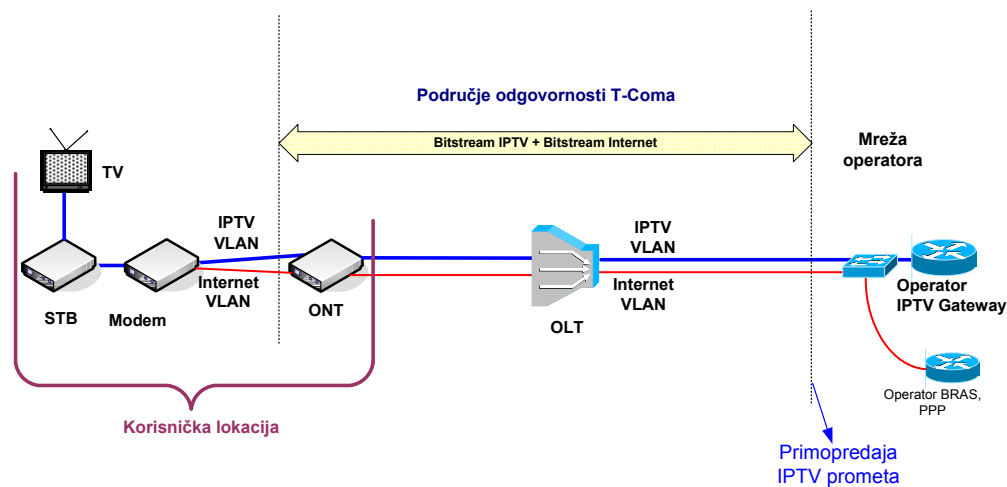 Područje odgovornosti T-Coma
Bitstream IPTV + Bitstream Internet
Mreža
operatora
TV
IPTV
VLAN
Internet
VLAN
STB
Modem
ONT
OLT
IPTV
VLAN
Internet
VLAN
Operator
IPTV Gateway
Operator BRAS,
PPP
Korisnička lokacija
Primopredaja
IPTV prometa